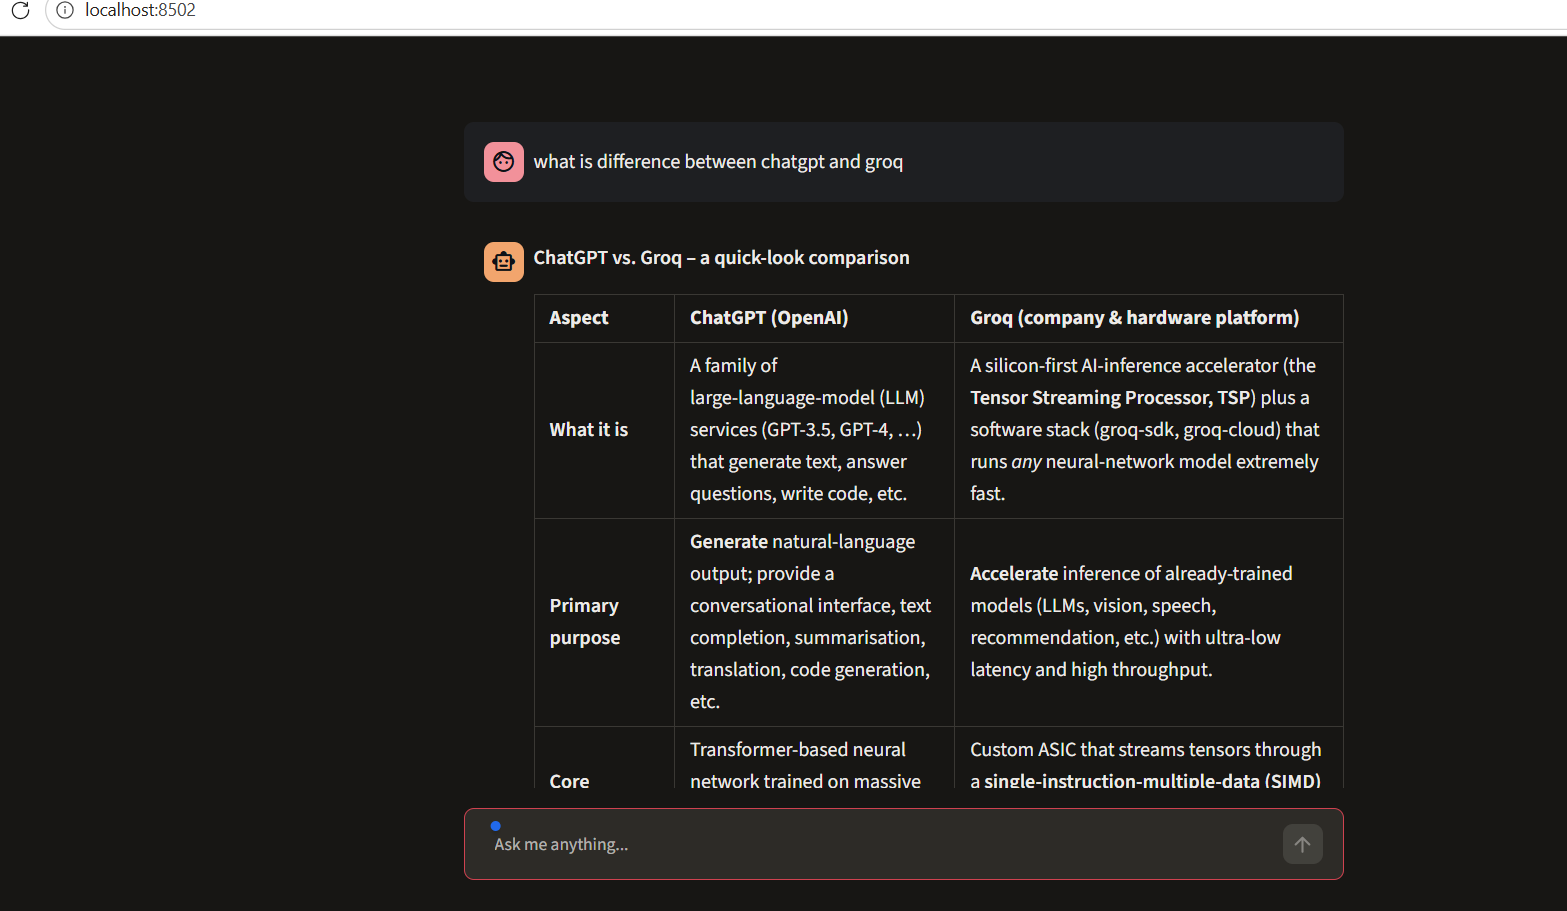 localhost:8502
what is difference between chatgpt and groq
ChatGPT vs. Groq – a quick-look comparison
Aspect
ChatGPT (OpenAI)
Groq (company & hardware platform)
What it is
A family of
large-language-model (LLM)
services (GPT-3.5, GPT-4, …)
that generate text, answer
questions, write code, etc.
A silicon-first AI-inference accelerator (the
Tensor Streaming Processor, TSP) plus a
software stack (groq-sdk, groq-cloud) that
runs any neural-network model extremely
fast.
Primary
purpose
Generate natural-language
output; provide a
conversational interface, text
completion, summarisation,
translation, code generation,
etc.
Accelerate inference of already-trained
models (LLMs, vision, speech,
recommendation, etc.) with ultra-low
latency and high throughput.
Core
Transformer-based neural
network trained on massive
Custom ASIC that streams tensors through
a single-instruction-multiple-data (SIMD)
Ask me anything...